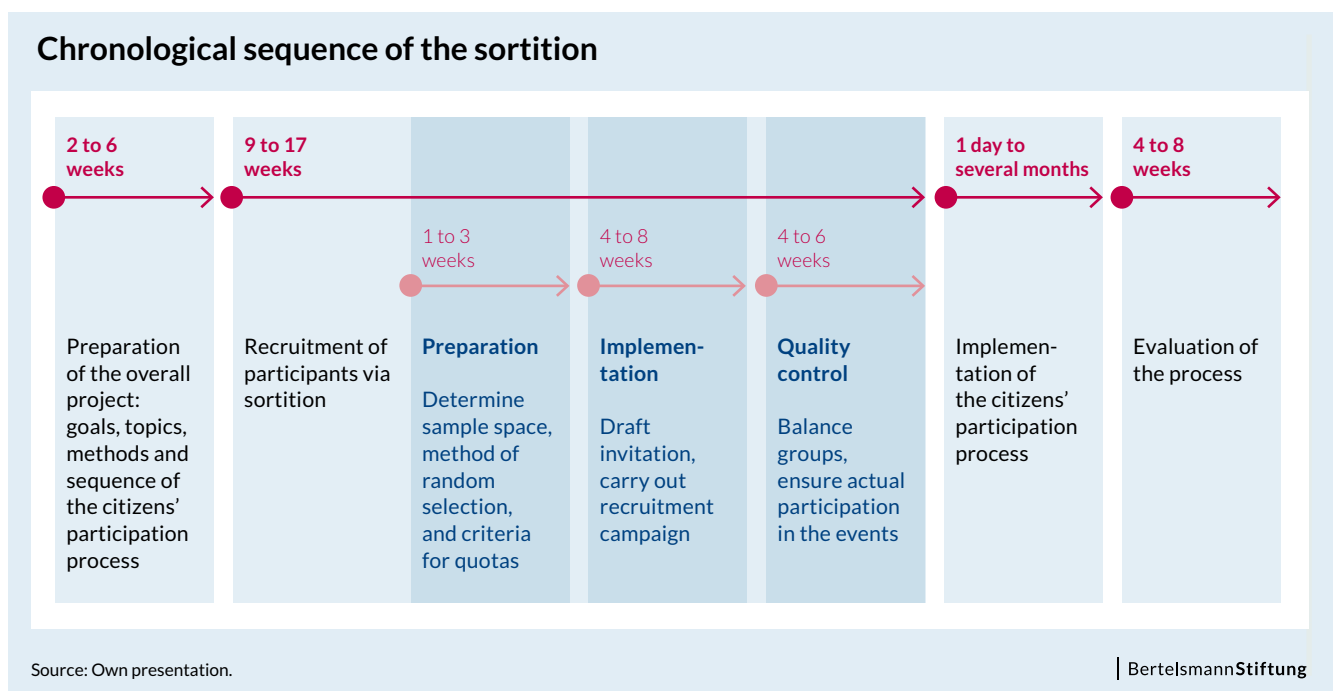 Chronological sequence of the sortition
2 to 6
weeks
9 to 17
weeks
1 day to
several months
4 to 8
weeks
1 to 3
weeks
4 to 8
weeks
4 to 6
weeks
Preparation
of the overall
project:
goals, topics,
methods and
sequence of
the citizens’
participation
process
Recruitment of
participants via
sortition
Preparation
Determine
sample space,
method of
random
selection,
and criteria
for quotas
Implemen-
tation
Draft
invitation,
carry out
recruitment
campaign
Quality
control
Balance
groups,
ensure actual
participation
in the events
Implemen-
tation of
the citizens’
participation
process
Evaluation of
the process
Source: Own presentation.
BertelsmannStiftung